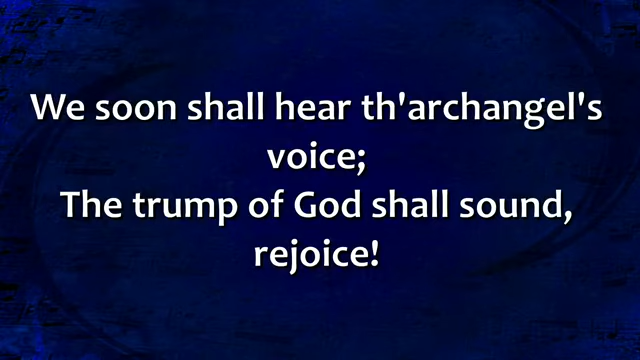 We soon shall hear th'archangel's
voice;
The trump of God shall sound,
rejoice!